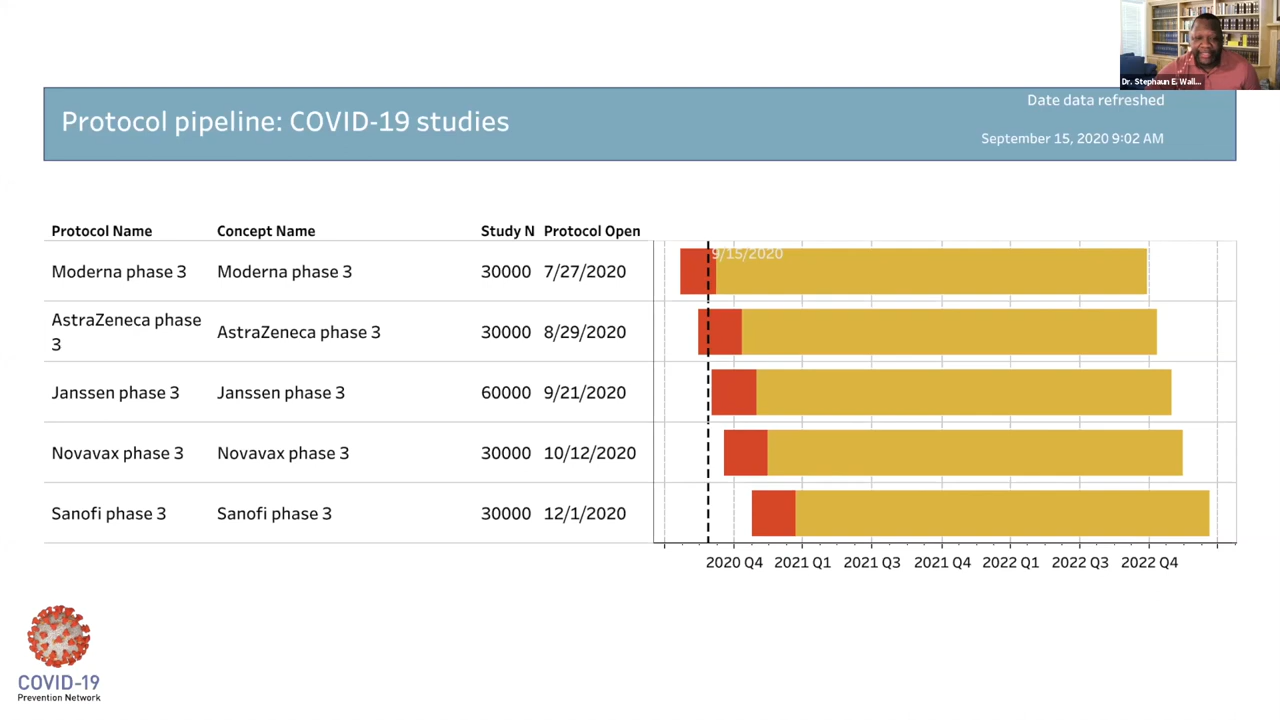 Dr. Stephaun E. Wall...
Date data refreshed
Protocol pipeline: COVID-19 studies
September 15, 2020 9:02 AM
Protocol Name Concept Name Study N Protocol Open
9/15/2020
Moderna phase 3 Moderna phase 3 30000 7/27/2020
AstraZeneca phase
3
AstraZeneca phase 3 30000 8/29/2020
Janssen phase 3 Janssen phase 3 60000 9/21/2020
Novavax phase 3 Novavax phase 3 30000 10/12/2020
Sanofi phase 3 Sanofi phase 3 30000 12/1/2020
2020 Q4 2021 Q1 2021 Q3 2021 Q4 2022 Q1 2022 Q3 2022 Q4
COVID-19
Prevention Network